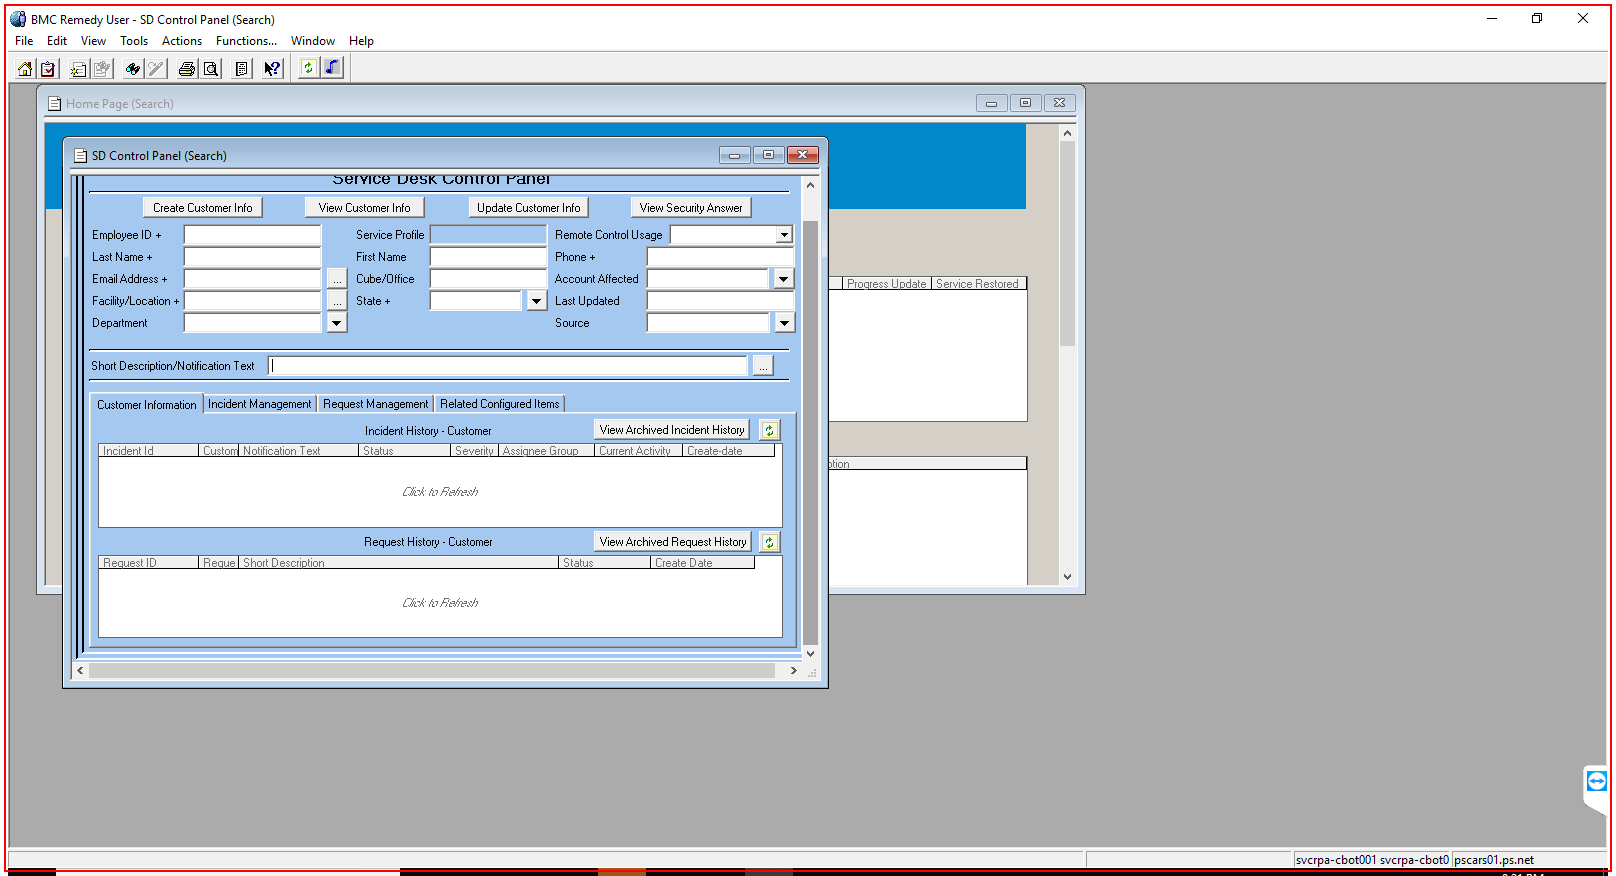 BMC Remedy User - SD Control Panel (Search)
File Edit View Tools Actions Functions... Window Help
Home Page (Search)
SD Control Panel (Search)
Service Desk Control Panel
Create Customer Info View Customer Info Update Customer Info View Security Answer
Employee ID + Service Profile Remote Control Usage
Last Name + First Name Phone +
Email Address + ... Cube/Office Account Affected
Facility/Location + ... State + Last Updated
Department Source
Progress Update Service Restored
Short Description/Notification Text ...
Customer Information Incident Management Request Management Related Configured Items
Incident History - Customer View Archived Incident History
Incident Id Custom Notification Text Status Severity Assignee Group Current Activity Create-date
Click to Refresh
Request History - Customer View Archived Request History
Request ID Reque Short Description Status Create Date
Click to Refresh
svcrpa-cbot001 svcrpa-cbot0 pscars01.ps.net